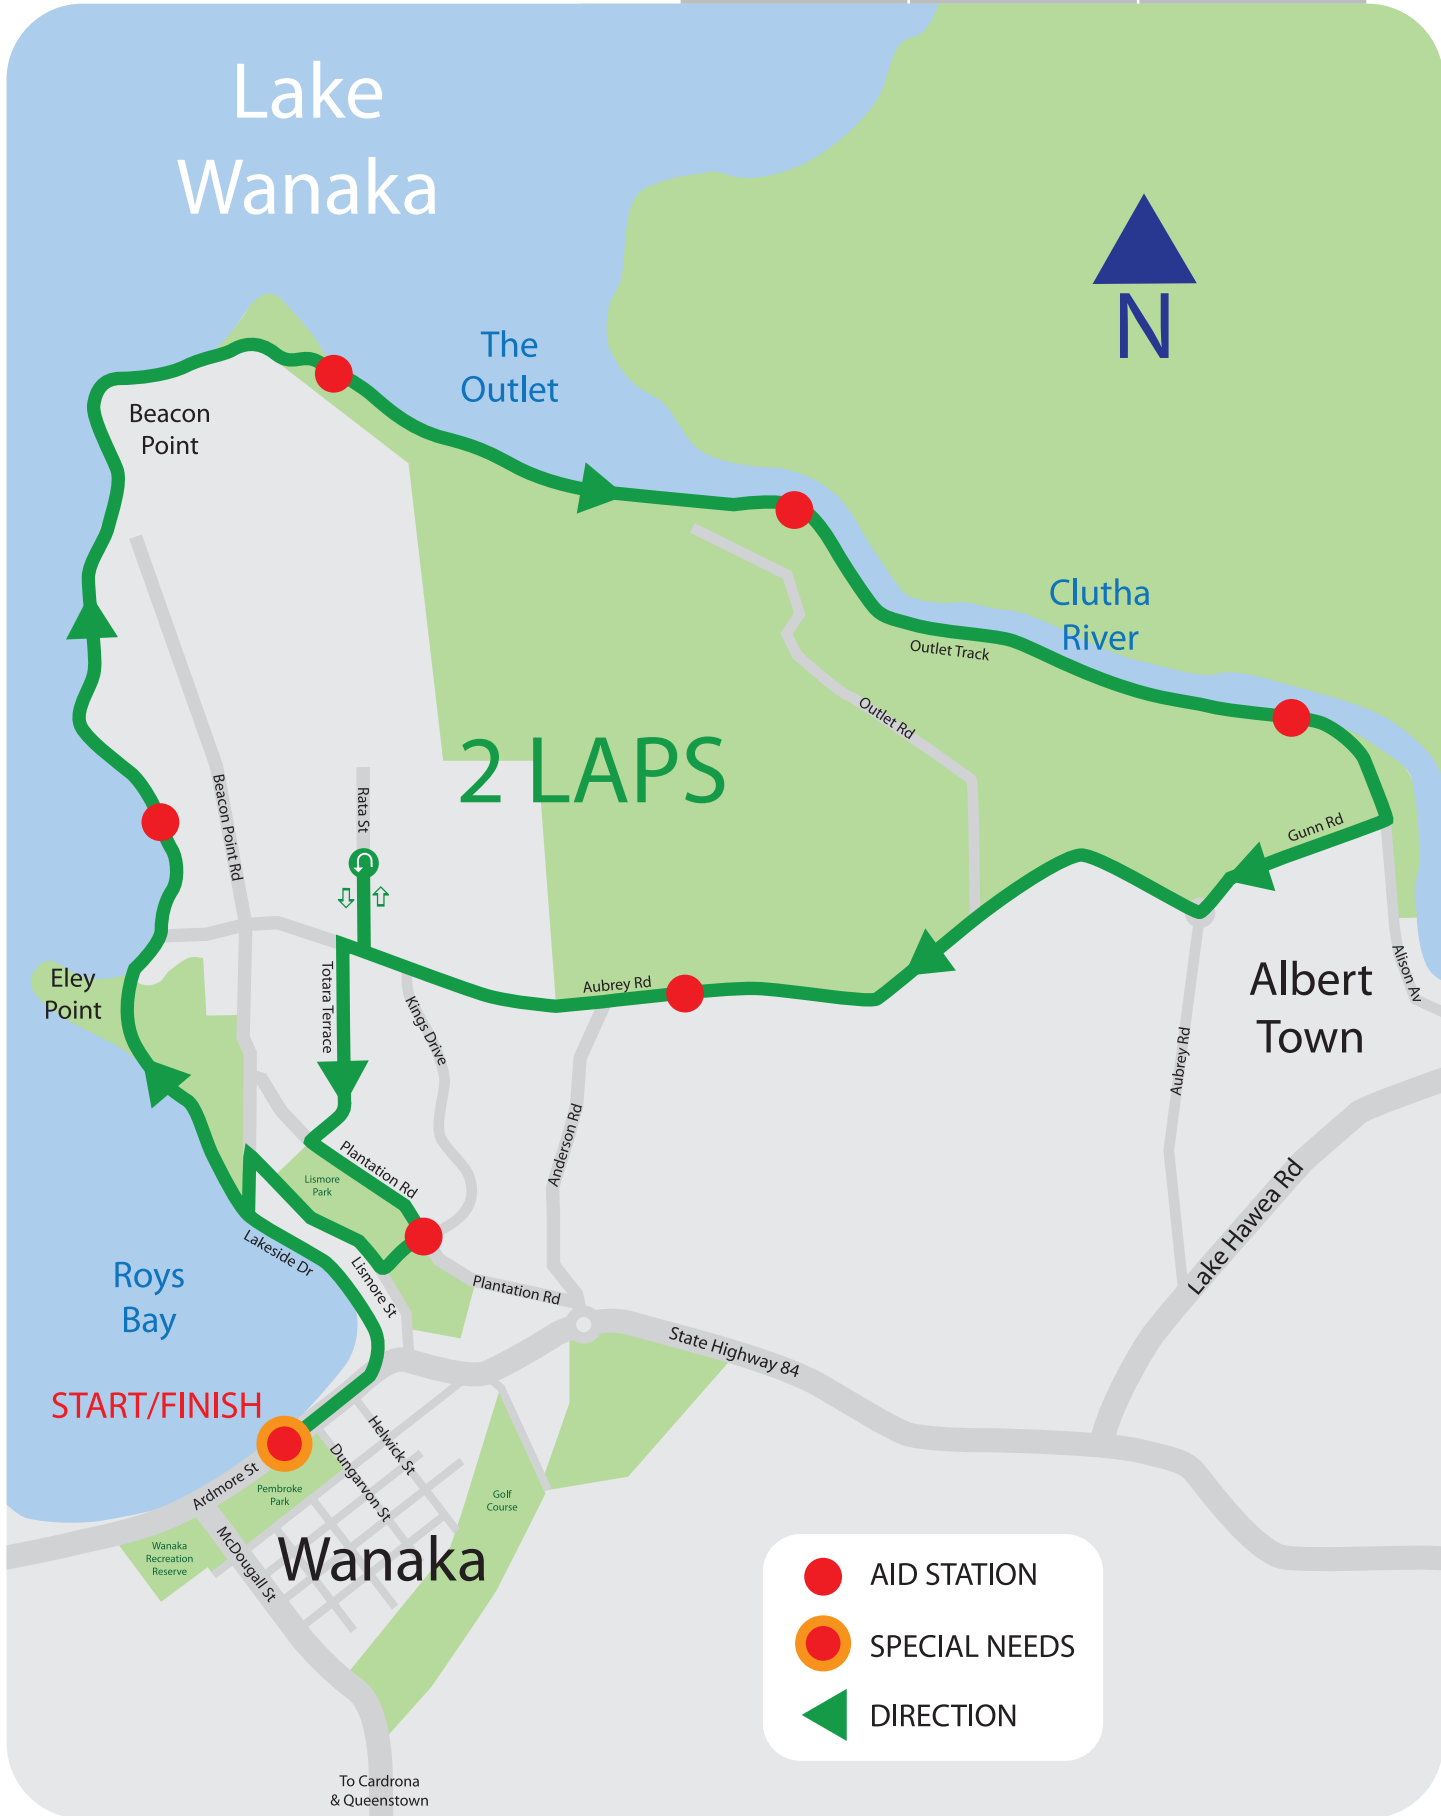 Lake
Wanaka
N
The
Outlet
Beacon
Point
Clutha
River
Outlet Track
Outlet Rd
2 LAPS
Beacon Point Rd
Rata St
Gunn Rd
Eley
Point
Totara Terrace
Kings Drive
Aubrey Rd
Albert
Town
Alison Av
Aubrey Rd
Anderson Rd
Plantation Rd
Lismore
Park
Lake Hawea Rd
Lakeside Dr
Lismore St
Plantation Rd
Roys
Bay
State Highway 84
START/FINISH
Helwick St
Dungarvon St
Ardmore St
Pembroke
Park
Golf
Course
Wanaka
Recreation
Reserve
McDougall St
Wanaka
AID STATION
SPECIAL NEEDS
DIRECTION
To Cardrona
& Queenstown